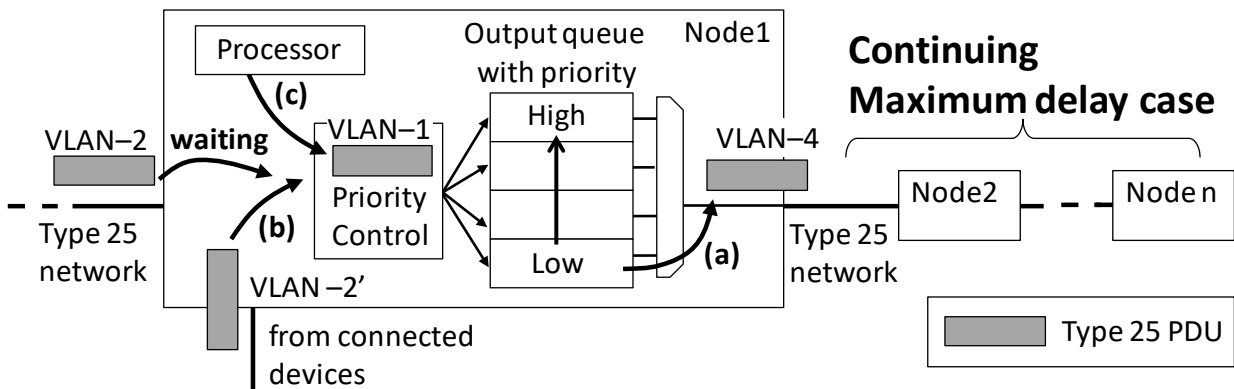 Processor
(c)
Output queue
with priority
Node1
Continuing
Maximum delay case
VLAN–2
waiting
VLAN–1
Priority
Control
High
Low
(a)
VLAN–4
Node2
Node n
Type 25
network
(b)
VLAN –2’
from connected
devices
Type 25
network
Type 25 PDU